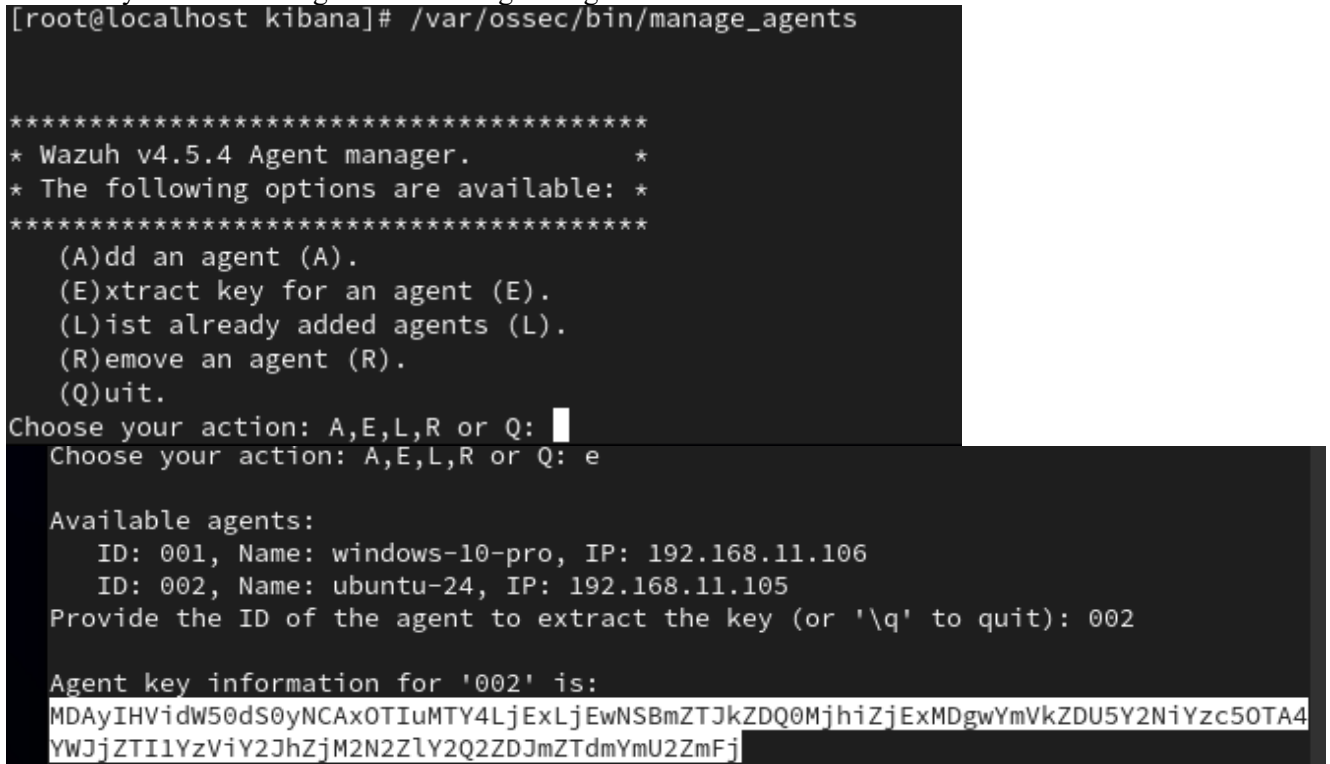 [root@localhost kibana]# /var/ossec/bin/manage_agents
****************************************
* Wazuh v4.5.4 Agent manager.          *
* The following options are available: *
****************************************
(A)dd an agent (A).
(E)xtract key for an agent (E).
(L)ist already added agents (L).
(R)emove an agent (R).
(Q)uit.
Choose your action: A,E,L,R or Q:
Choose your action: A,E,L,R or Q: e
Available agents:
ID: 001, Name: windows-10-pro, IP: 192.168.11.106
ID: 002, Name: ubuntu-24, IP: 192.168.11.105
Provide the ID of the agent to extract the key (or '\q' to quit): 002
Agent key information for '002' is:
MDAyIHVidW50dS0yNCAxOTIuMTY4LjExLjEwNSBmZTJkZDQ0MjhiZjExMDgwYmVkZDU5Y2NiYzc5OTA4
YWJjZTI1YzViY2JhZjM2N2ZlY2Q2ZDJmZTdmYmU2ZmFj